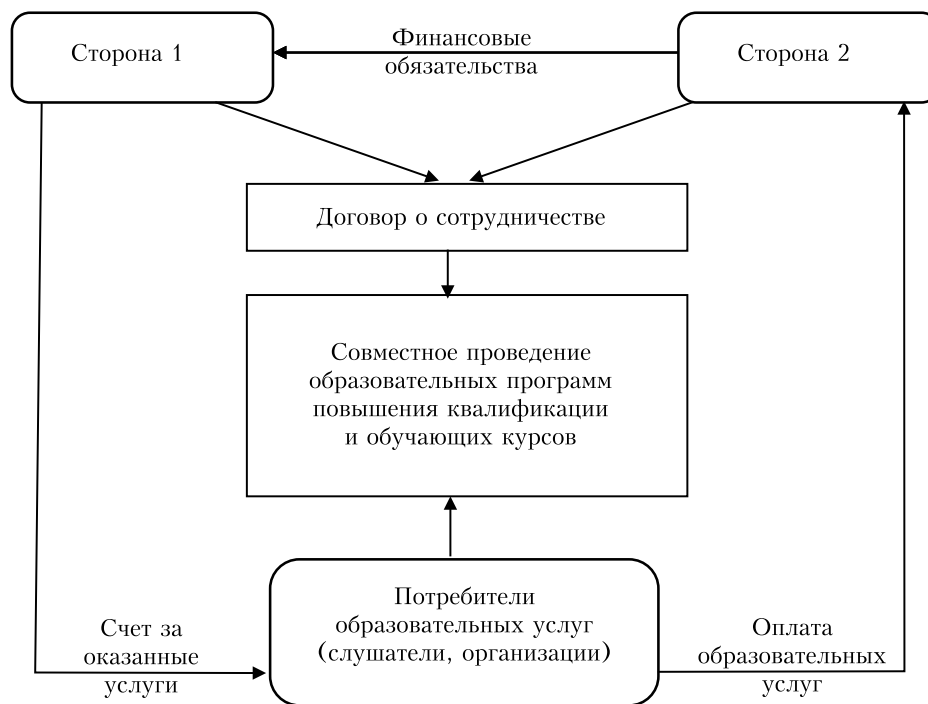 Сторона 1
Финансовые
обязательства
Сторона 2
Договор о сотрудничестве
Совместное проведение
образовательных программ
повышения квалификации
и обучающих курсов
Счет за
оказанные
услуги
Потребители
образовательных услуг
(слушатели, организации)
Оплата
образовательных
услуг